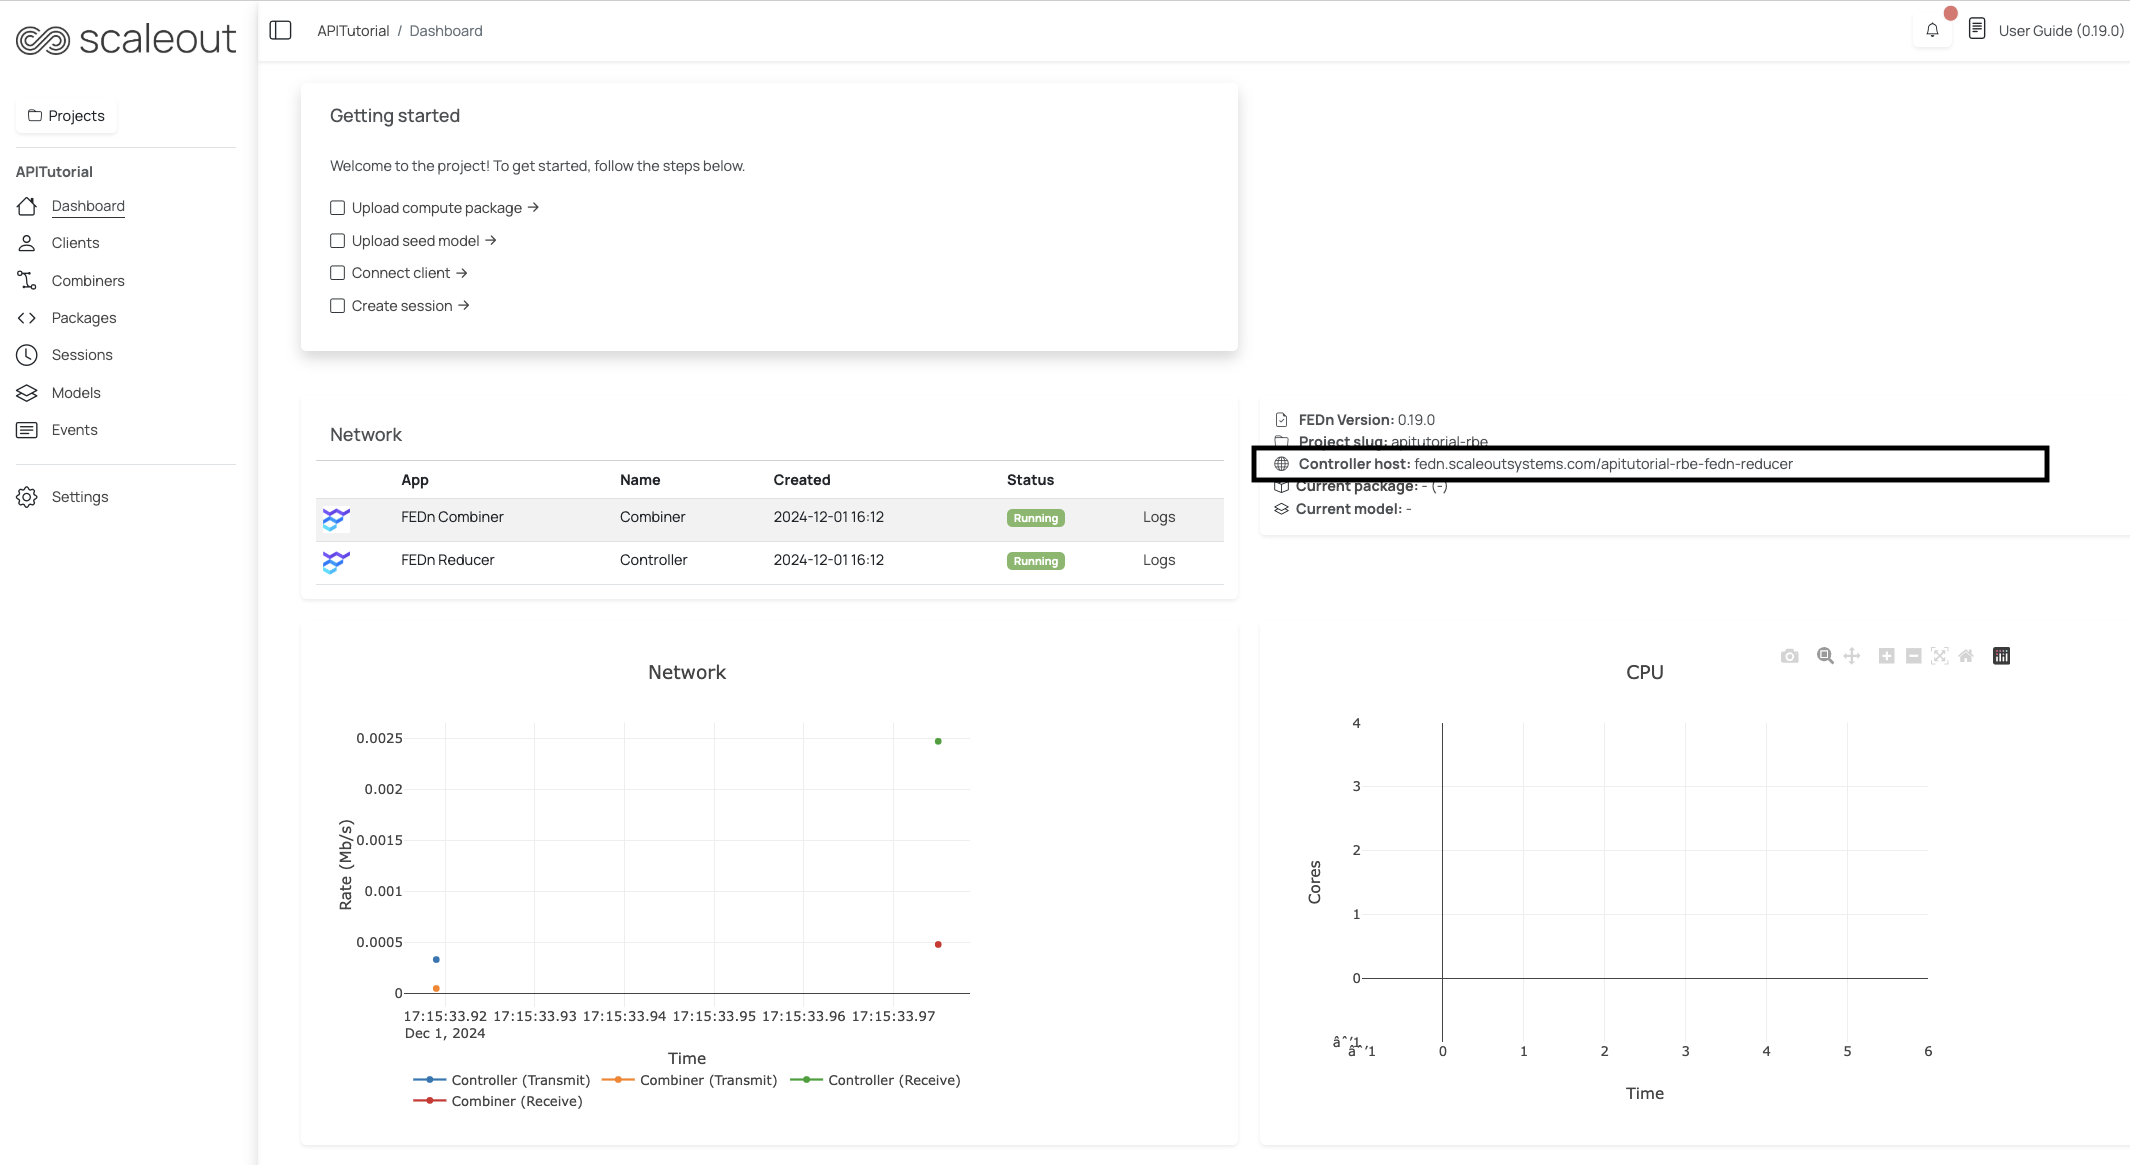 scaleout
APITutorial / Dashboard
User Guide (0.19.0)
Projects
APITutorial
Dashboard
Clients
Combiners
Packages
Sessions
Models
Events
Settings
Getting started
Welcome to the project! To get started, follow the steps below.
Upload compute package →
Upload seed model →
Connect client →
Create session →
Network
App Name Created Status
FEDn Combiner Combiner 2024-12-01 16:12 Running Logs
FEDn Reducer Controller 2024-12-01 16:12 Running Logs
FEDn Version: 0.19.0
Project slug: apitutorial-rbe
Controller host: fedn.scaleoutsystems.com/apitutorial-rbe-fedn-reducer
Current package: - (-)
Current model: -
Network
0.0025
0.002
0.0015
0.001
0.0005
0
Rate (Mb/s)
17:15:33.92 17:15:33.93 17:15:33.94 17:15:33.95 17:15:33.96 17:15:33.97
Dec 1, 2024
Time
Controller (Transmit) Combiner (Transmit) Controller (Receive)
Combiner (Receive)
CPU
4
3
2
1
0
âˆ’1
Cores
âˆ’1 0 1 2 3 4 5 6
Time